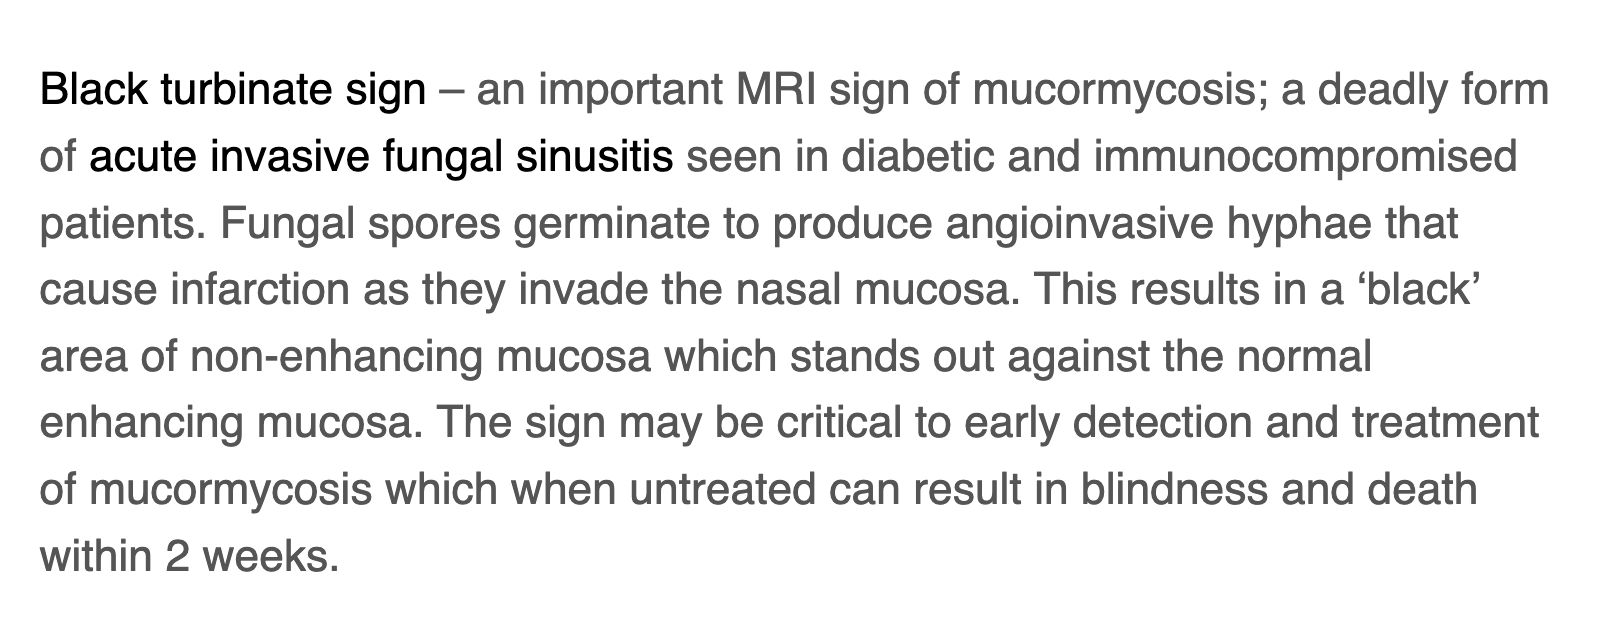 Black turbinate sign – an important MRI sign of mucormycosis; a deadly form
of acute invasive fungal sinusitis seen in diabetic and immunocompromised
patients. Fungal spores germinate to produce angioinvasive hyphae that
cause infarction as they invade the nasal mucosa. This results in a ‘black’
area of non-enhancing mucosa which stands out against the normal
enhancing mucosa. The sign may be critical to early detection and treatment
of mucormycosis which when untreated can result in blindness and death
within 2 weeks.